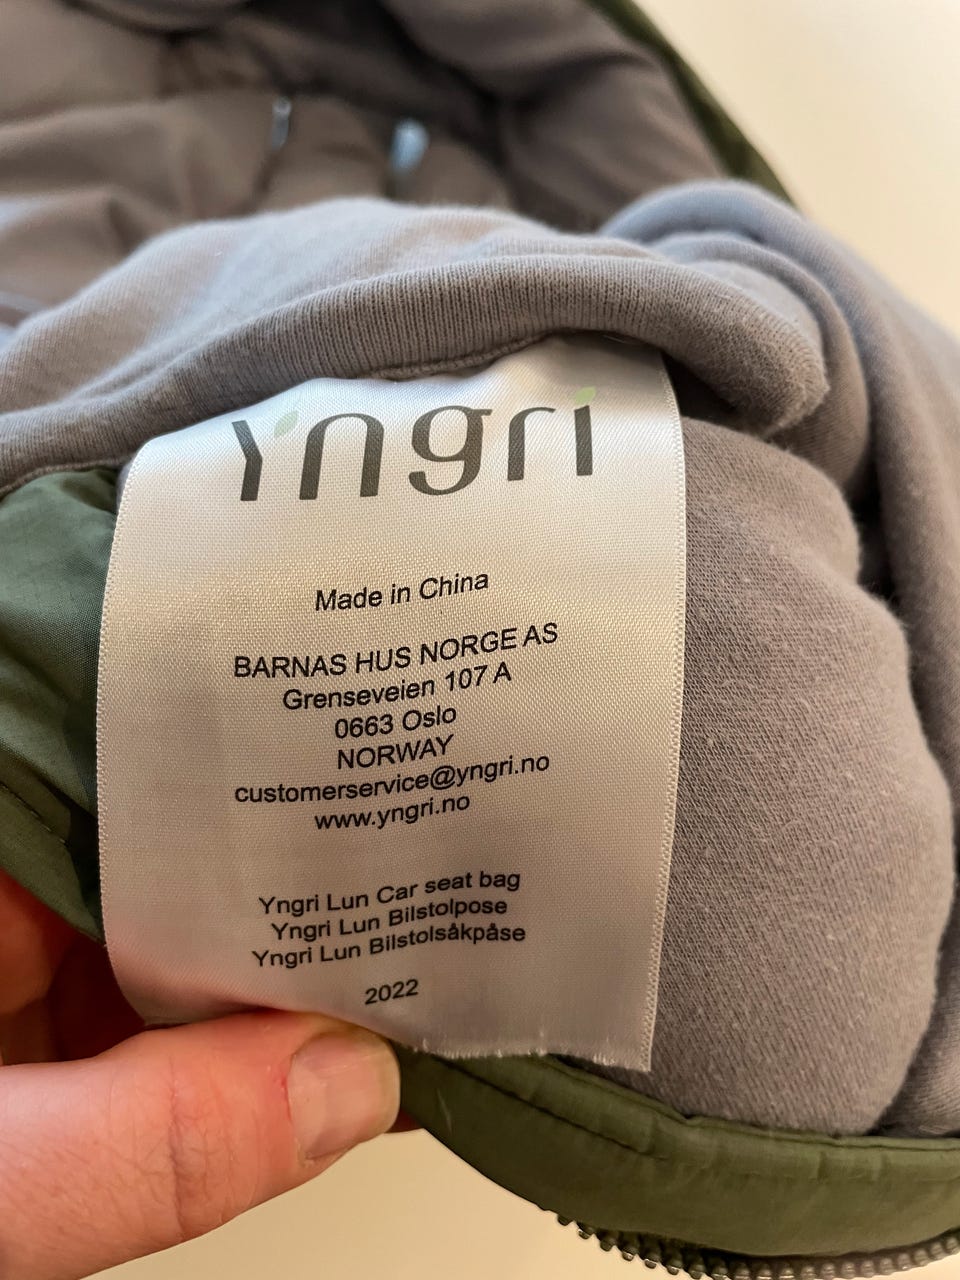 Yngri
Made in China
BARNAS HUS NORGE AS
Grenseveien 107 A
0663 Oslo
NORWAY
customerservice@yngri.no
www.yngri.no
Yngri Lun Car seat bag
Yngri Lun Bilstolpose
Yngri Lun Bilstolsåkpåse
2022